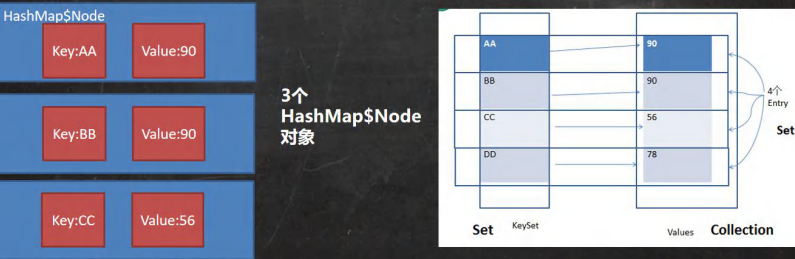 HashMap$Node
Key:AA Value:90
Key:BB Value:90
Key:CC Value:56
3个
HashMap$Node
对象
AA 90
BB 90
CC 56
DD 78
4个
Entry
Set
Set KeySet Values Collection